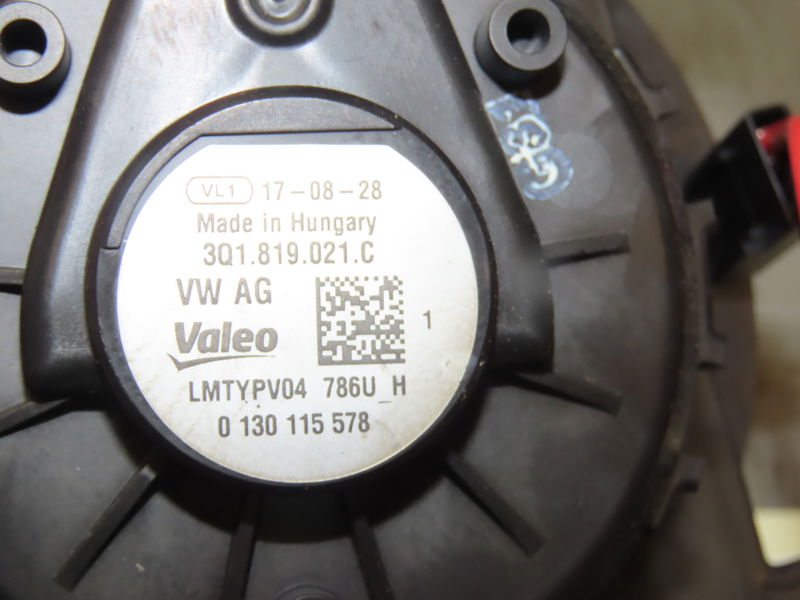 VL1 17-08-28
Made in Hungary
3Q1.819.021.C
VW AG
1
Valeo
LMTYPV04 786U_H
0 130 115 578